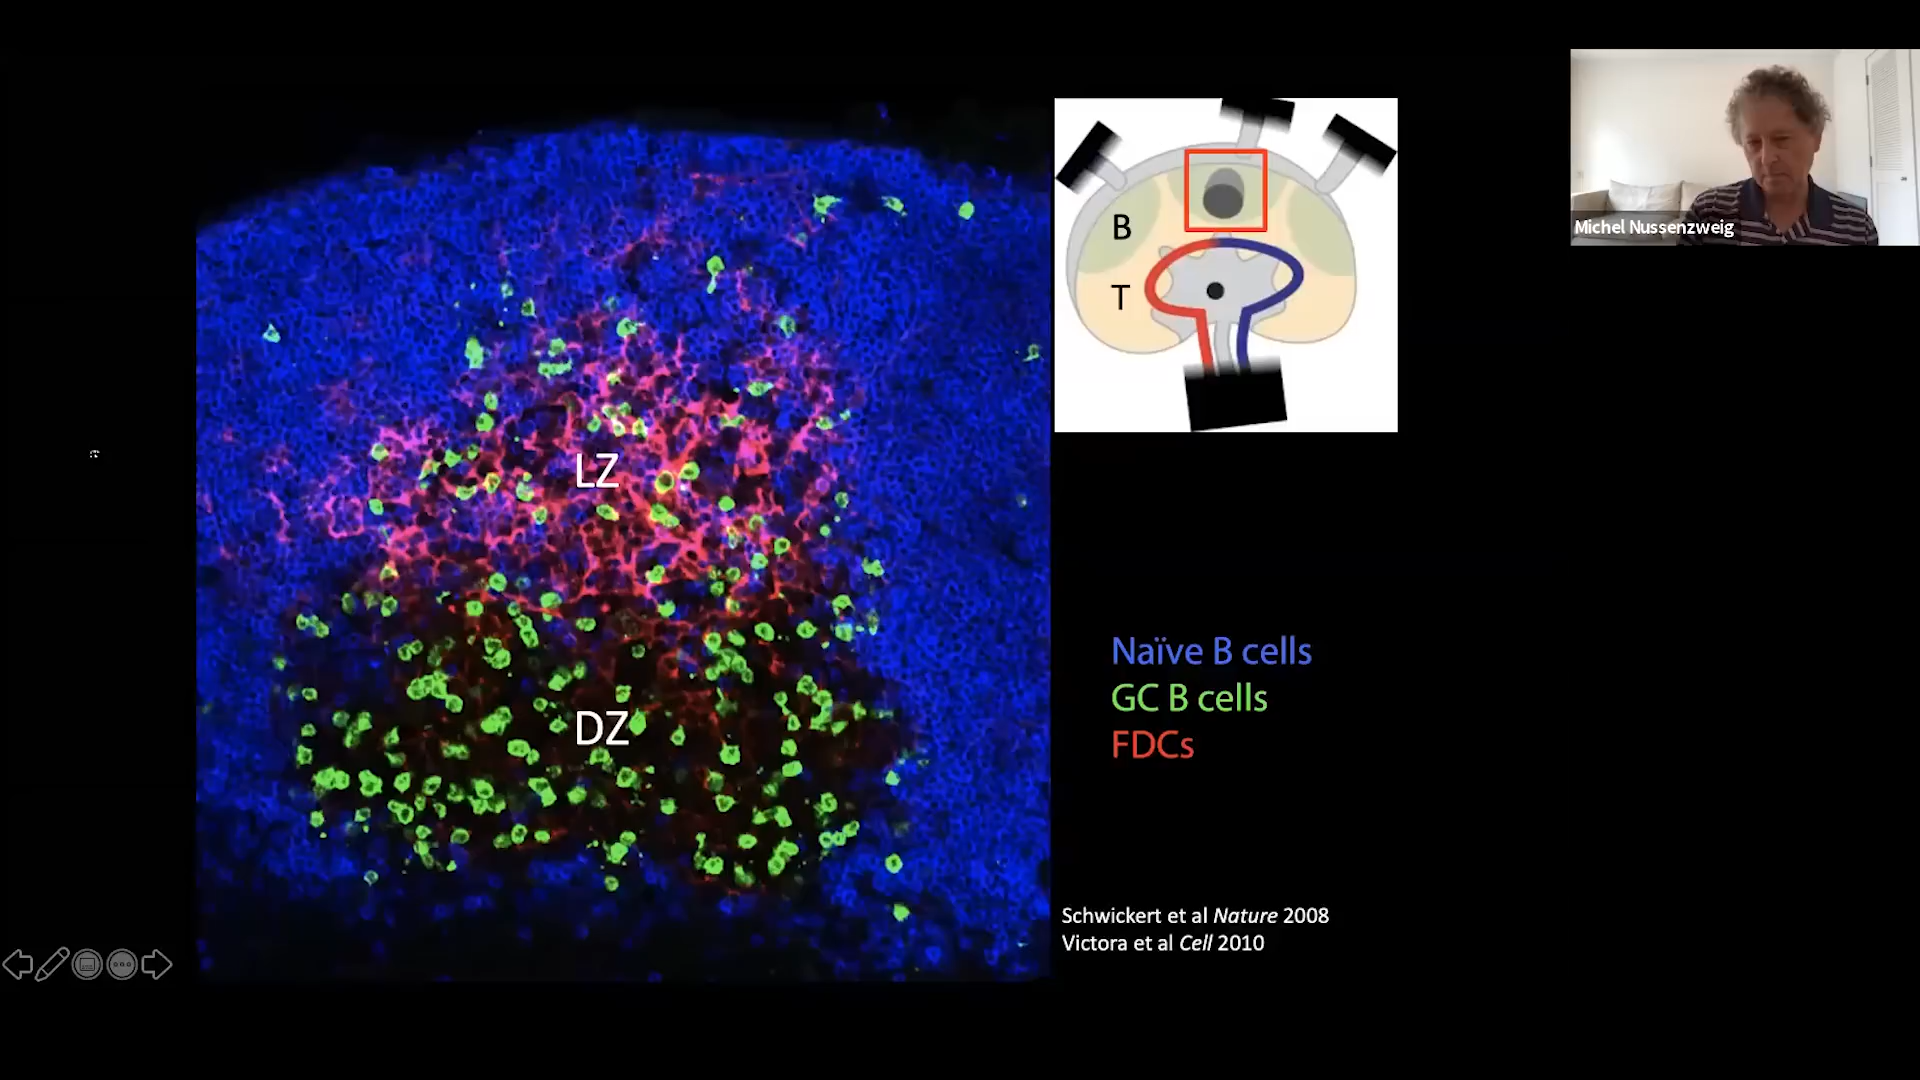 LZ
DZ
B
T
Naïve B cells
GC B cells
FDCs
Schwickert et al Nature 2008
Victora et al Cell 2010
Michel Nussenzweig